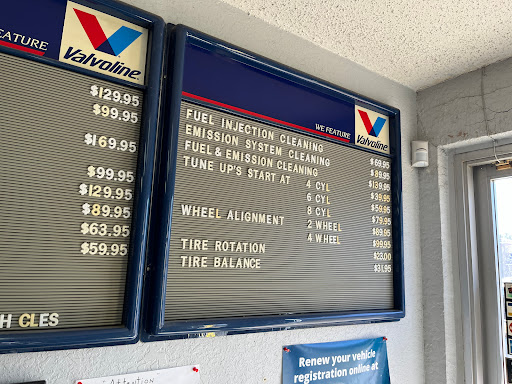 FEATURE
Valvoline
$129.95
$99.95
$169.95
$99.95
$129.95
$89.95
$63.95
$59.95
H CLES
WE FEATURE
Valvoline
FUEL INJECTION CLEANING $69.95
EMISSION SYSTEM CLEANING $89.95
FUEL & EMISSION CLEANING $139.95
TUNE UP'S START AT 4 CYL $39.95
6 CYL $59.95
8 CYL $79.95
WHEEL ALIGNMENT 2 WHEEL $89.95
4 WHEEL $99.95
TIRE ROTATION $23.00
TIRE BALANCE $31.95
Attention
Renew your vehicle
registration online at